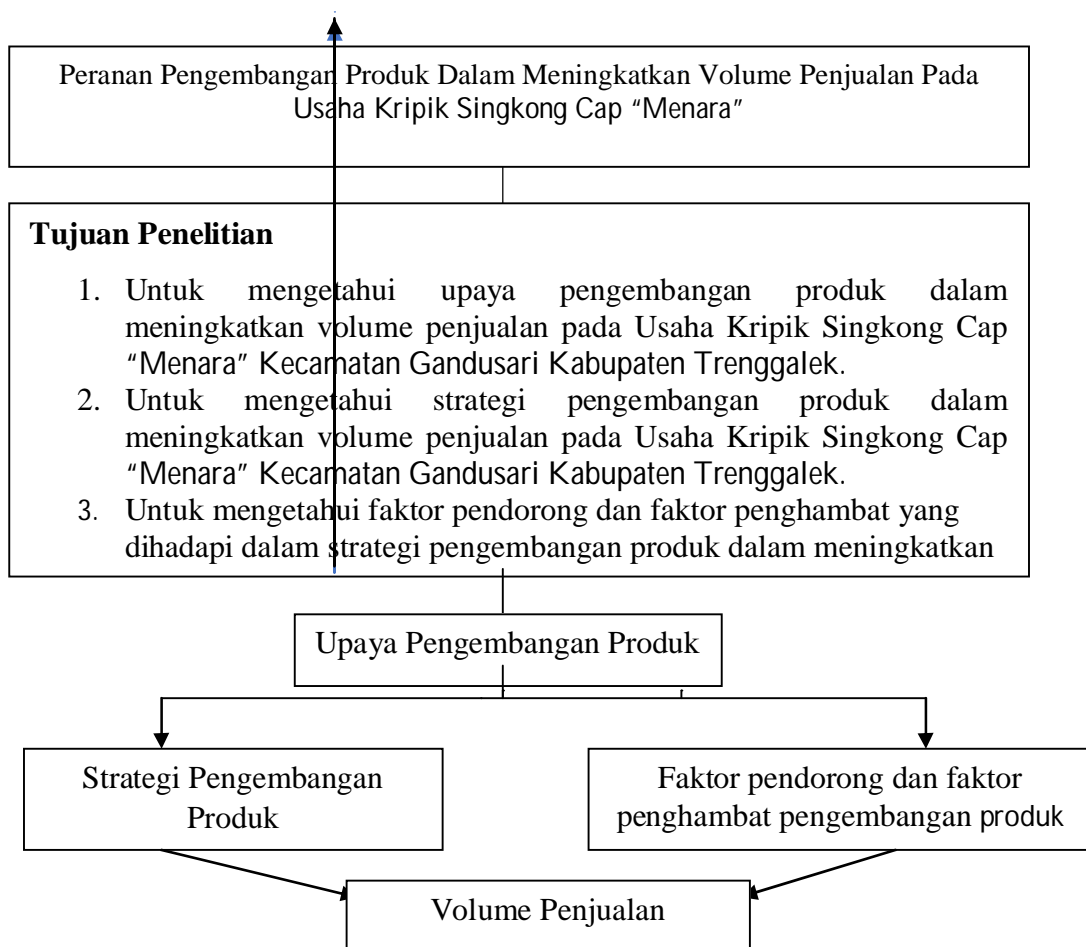 Peranan Pengembangan Produk Dalam Meningkatkan Volume Penjualan Pada
Usaha Kripik Singkong Cap “Menara”
Tujuan Penelitian
1. Untuk mengetahui upaya pengembangan produk dalam
meningkatkan volume penjualan pada Usaha Kripik Singkong Cap
“Menara” Kecamatan Gandusari Kabupaten Trenggalek.
2. Untuk mengetahui strategi pengembangan produk dalam
meningkatkan volume penjualan pada Usaha Kripik Singkong Cap
“Menara” Kecamatan Gandusari Kabupaten Trenggalek.
3. Untuk mengetahui faktor pendorong dan faktor penghambat yang
dihadapi dalam strategi pengembangan produk dalam meningkatkan
Upaya Pengembangan Produk
Strategi Pengembangan
Produk
Faktor pendorong dan faktor
penghambat pengembangan produk
Volume Penjualan